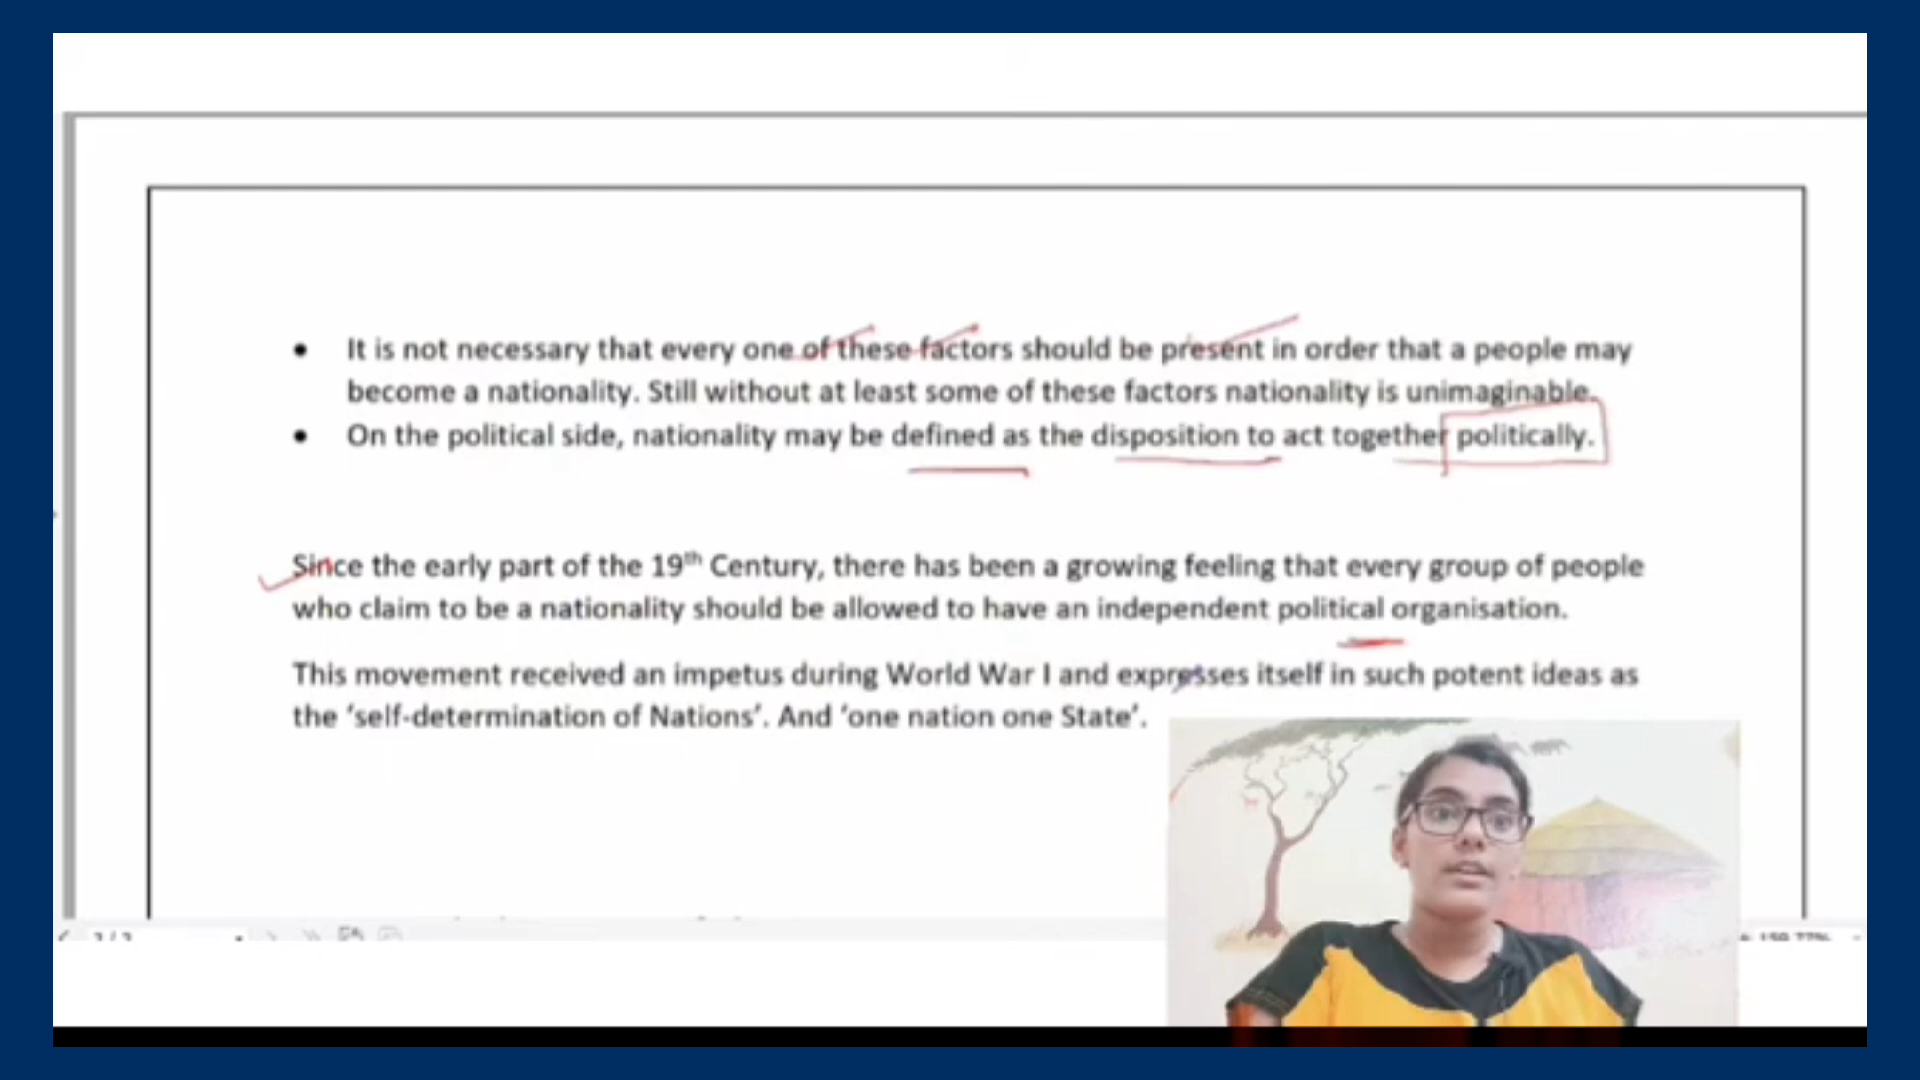 • It is not necessary that every one of these factors should be present in order that a people may
become a nationality. Still without at least some of these factors nationality is unimaginable.
• On the political side, nationality may be defined as the disposition to act together politically.
Since the early part of the 19th Century, there has been a growing feeling that every group of people
who claim to be a nationality should be allowed to have an independent political organisation.
This movement received an impetus during World War I and expresses itself in such potent ideas as
the ‘self-determination of Nations’. And ‘one nation one State’.